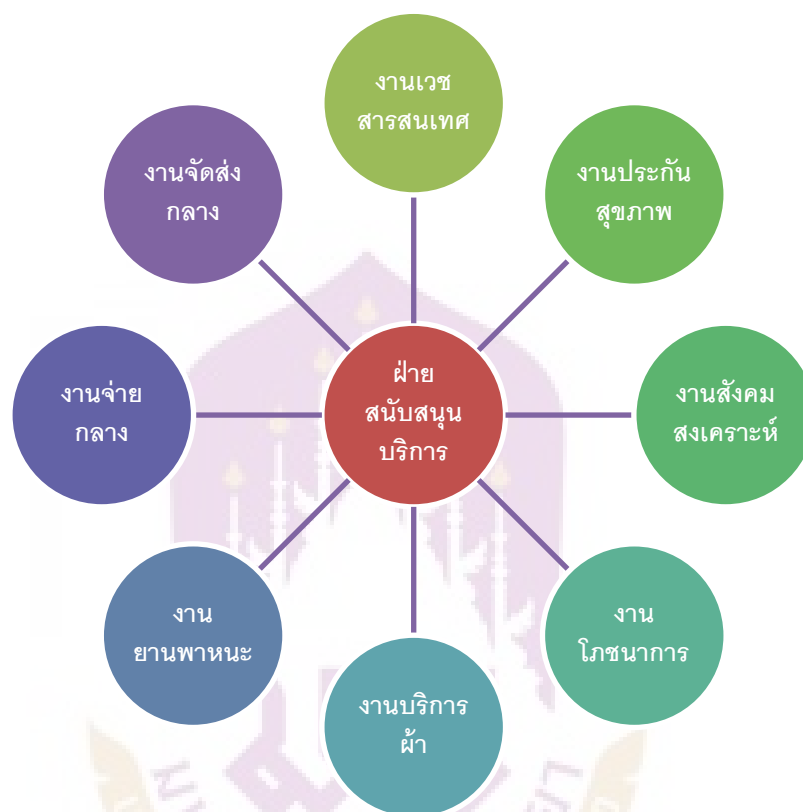 งานเวช
สารสนเทศ
งานประกัน
สุขภาพ
งานสังคม
สงเคราะห์
งาน
โภชนาการ
งานบริการ
ผ้า
งาน
ยานพาหนะ
งานจ่าย
กลาง
งานจัดส่ง
กลาง
ฝ่าย
สนับสนุน
บริการ